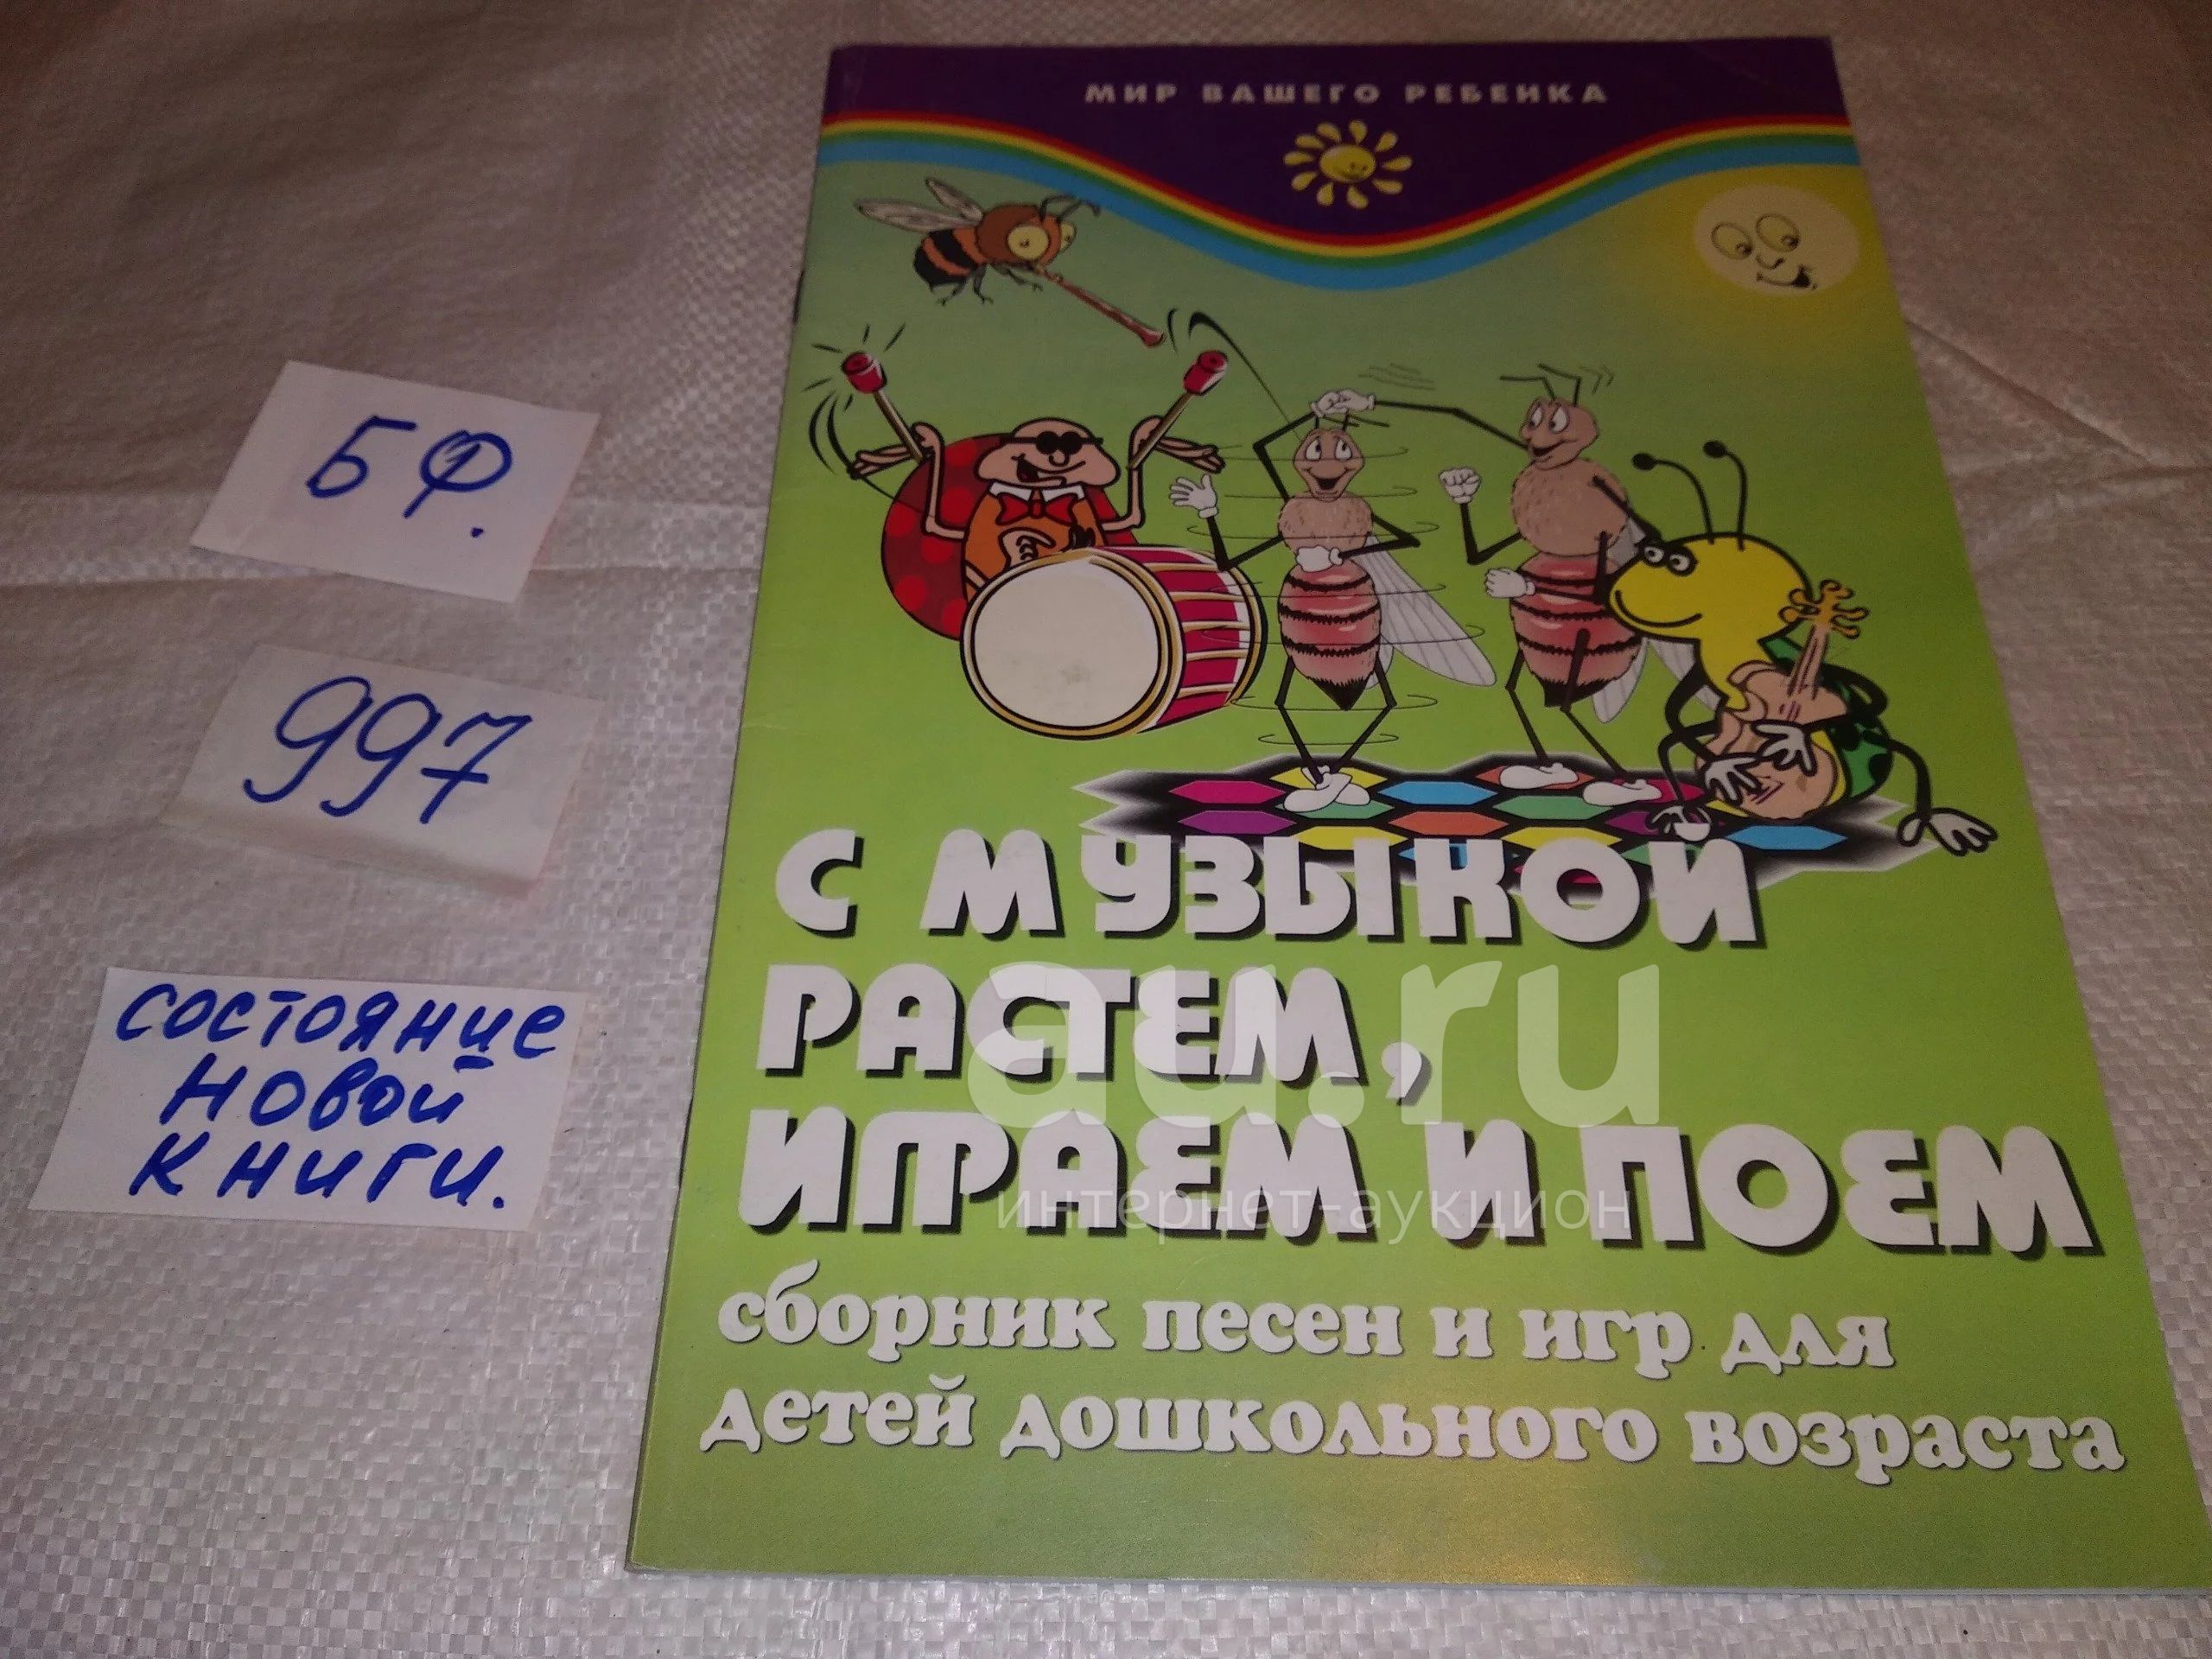 МИР ВАШЕГО РЕБЕНКА
БФ.
997
состояние
новой
книги.
С МУЗЫКОЙ
РАСТЕМ,
ИГРАЕМ И ПОЕМ
сборник песен и игр для
детей дошкольного возраста
au.ru
интернет-аукцион